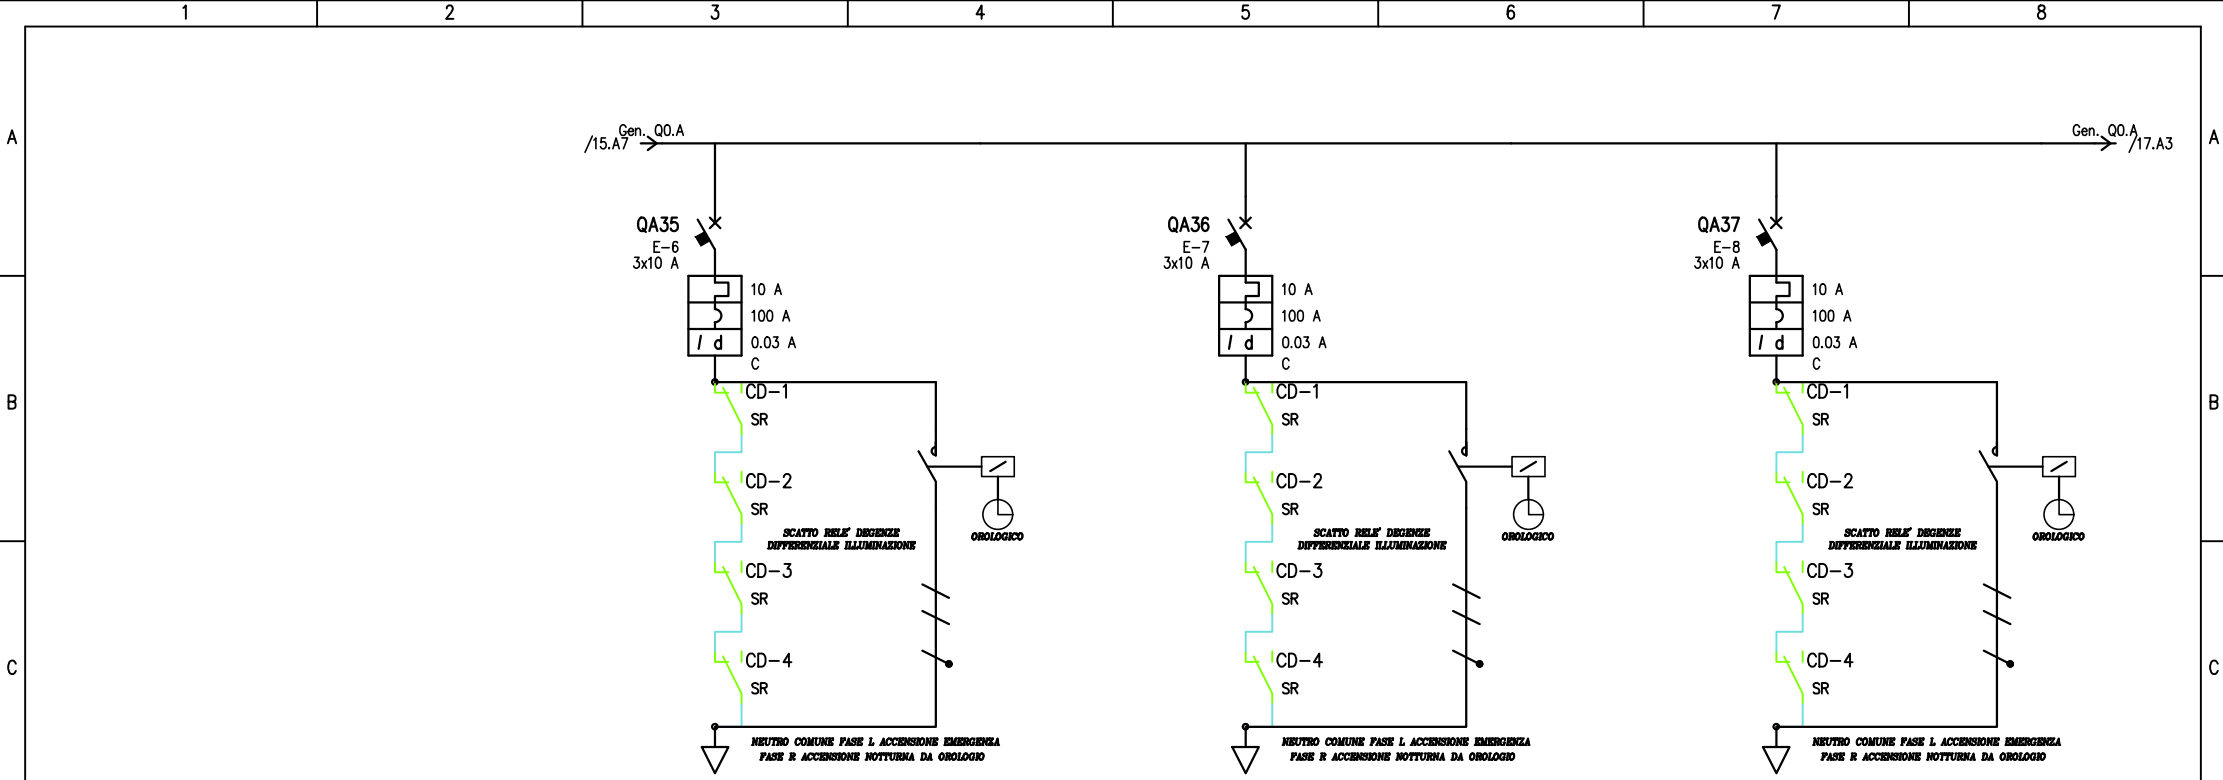 1 2 3 4 5 6 7 8
A A
Gen. Q0.A Gen. Q0.A
/15.A7 /17.A3
QA35 QA36 QA37
E-6 E-7 E-8
3x10 A 3x10 A 3x10 A
10 A 10 A 10 A
100 A 100 A 100 A
I d 0.03 A I d 0.03 A I d 0.03 A
C C C
CD-1 CD-1 CD-1
B B
SR SR SR
CD-2 CD-2 CD-2
SR SR SR
SCATTO RELE' DEGENZE SCATTO RELE' DEGENZE SCATTO RELE' DEGENZE
OROLOGICO OROLOGICO OROLOGICO
DIFFERENZIALE ILLUMINAZIONE DIFFERENZIALE ILLUMINAZIONE DIFFERENZIALE ILLUMINAZIONE
CD-3 CD-3 CD-3
SR SR SR
CD-4 CD-4 CD-4
C C
SR SR SR
NEUTRO COMUNE FASE L ACCENSIONE EMERGENZA NEUTRO COMUNE FASE L ACCENSIONE EMERGENZA NEUTRO COMUNE FASE L ACCENSIONE EMERGENZA
FASE R ACCENSIONE NOTTURNA DA OROLOGIO FASE R ACCENSIONE NOTTURNA DA OROLOGIO FASE R ACCENSIONE NOTTURNA DA OROLOGIO